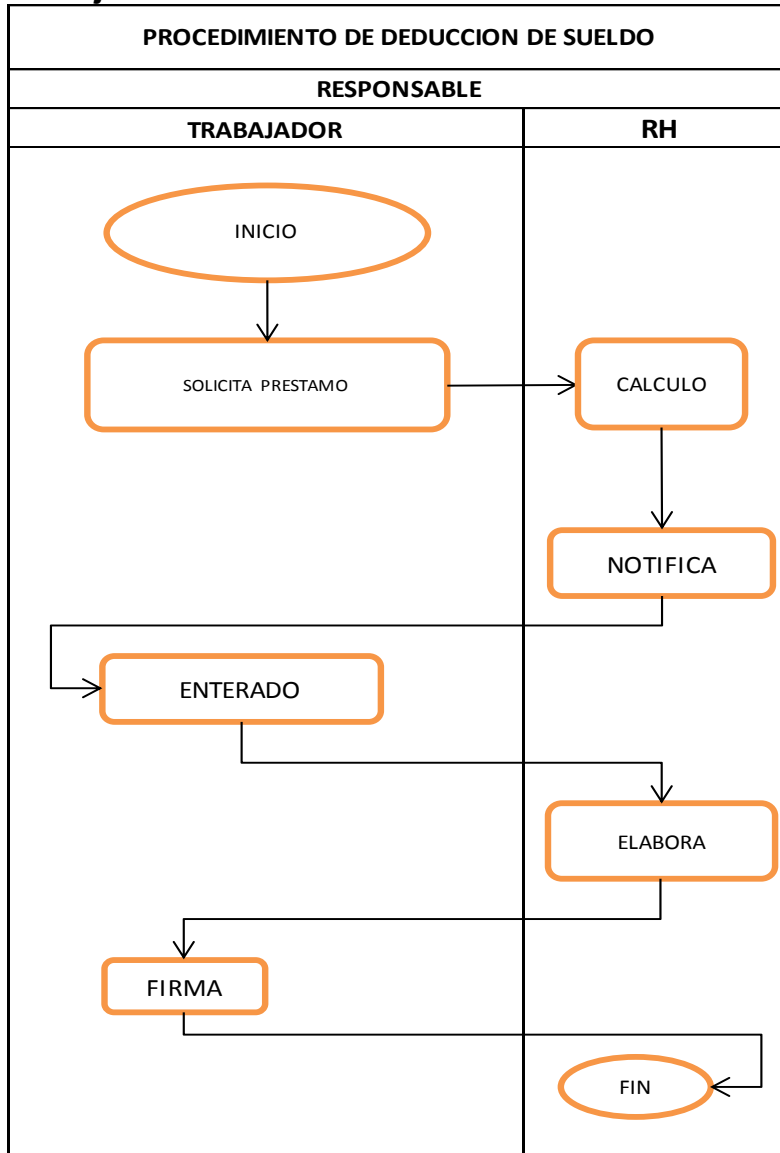 PROCEDIMIENTO DE DEDUCCION DE SUELDO
RESPONSABLE
TRABAJADOR
RH
INICIO
SOLICITA PRESTAMO
CALCULO
NOTIFICA
ENTERADO
ELABORA
FIRMA
FIN